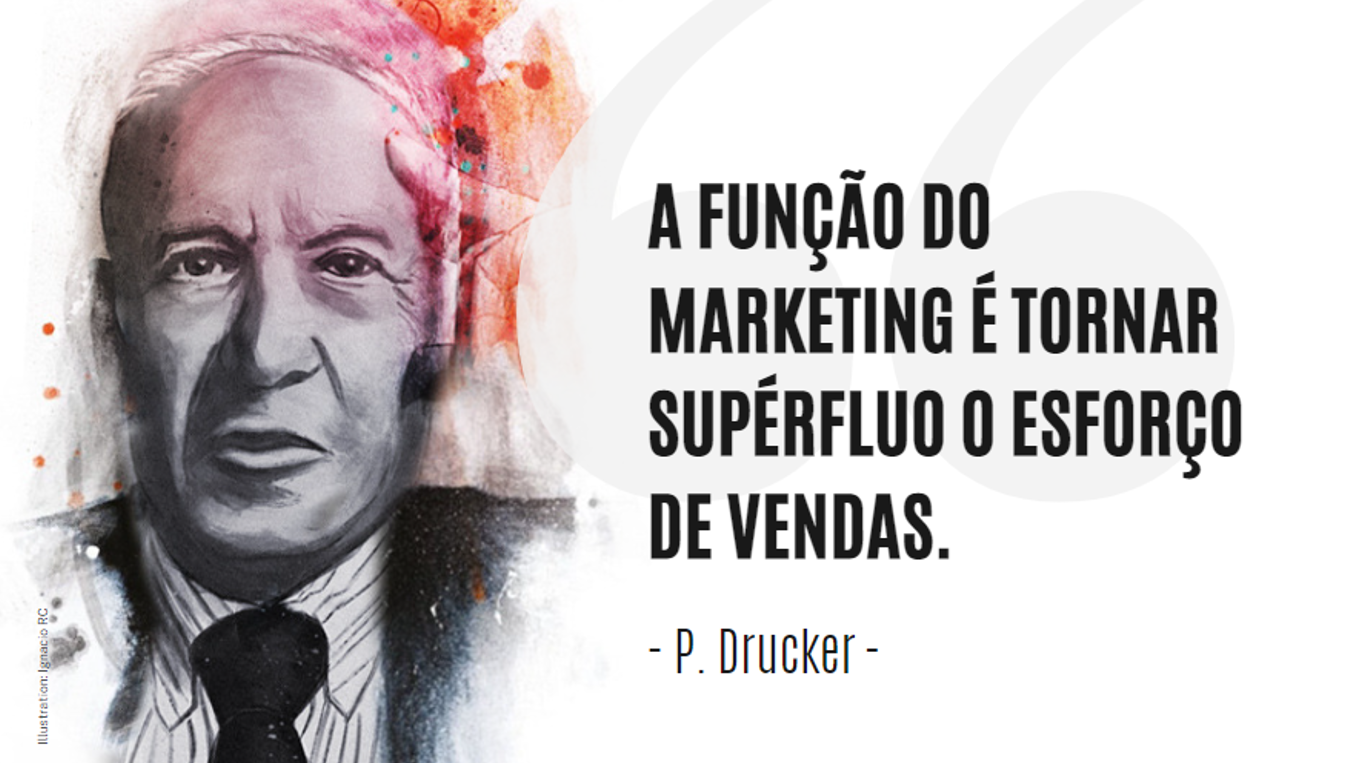 A FUNÇÃO DO
MARKETING É TORNAR
SUPÉRFLUO O ESFORÇO
DE VENDAS.
- P. Drucker -
Illustration: Ignacio RC